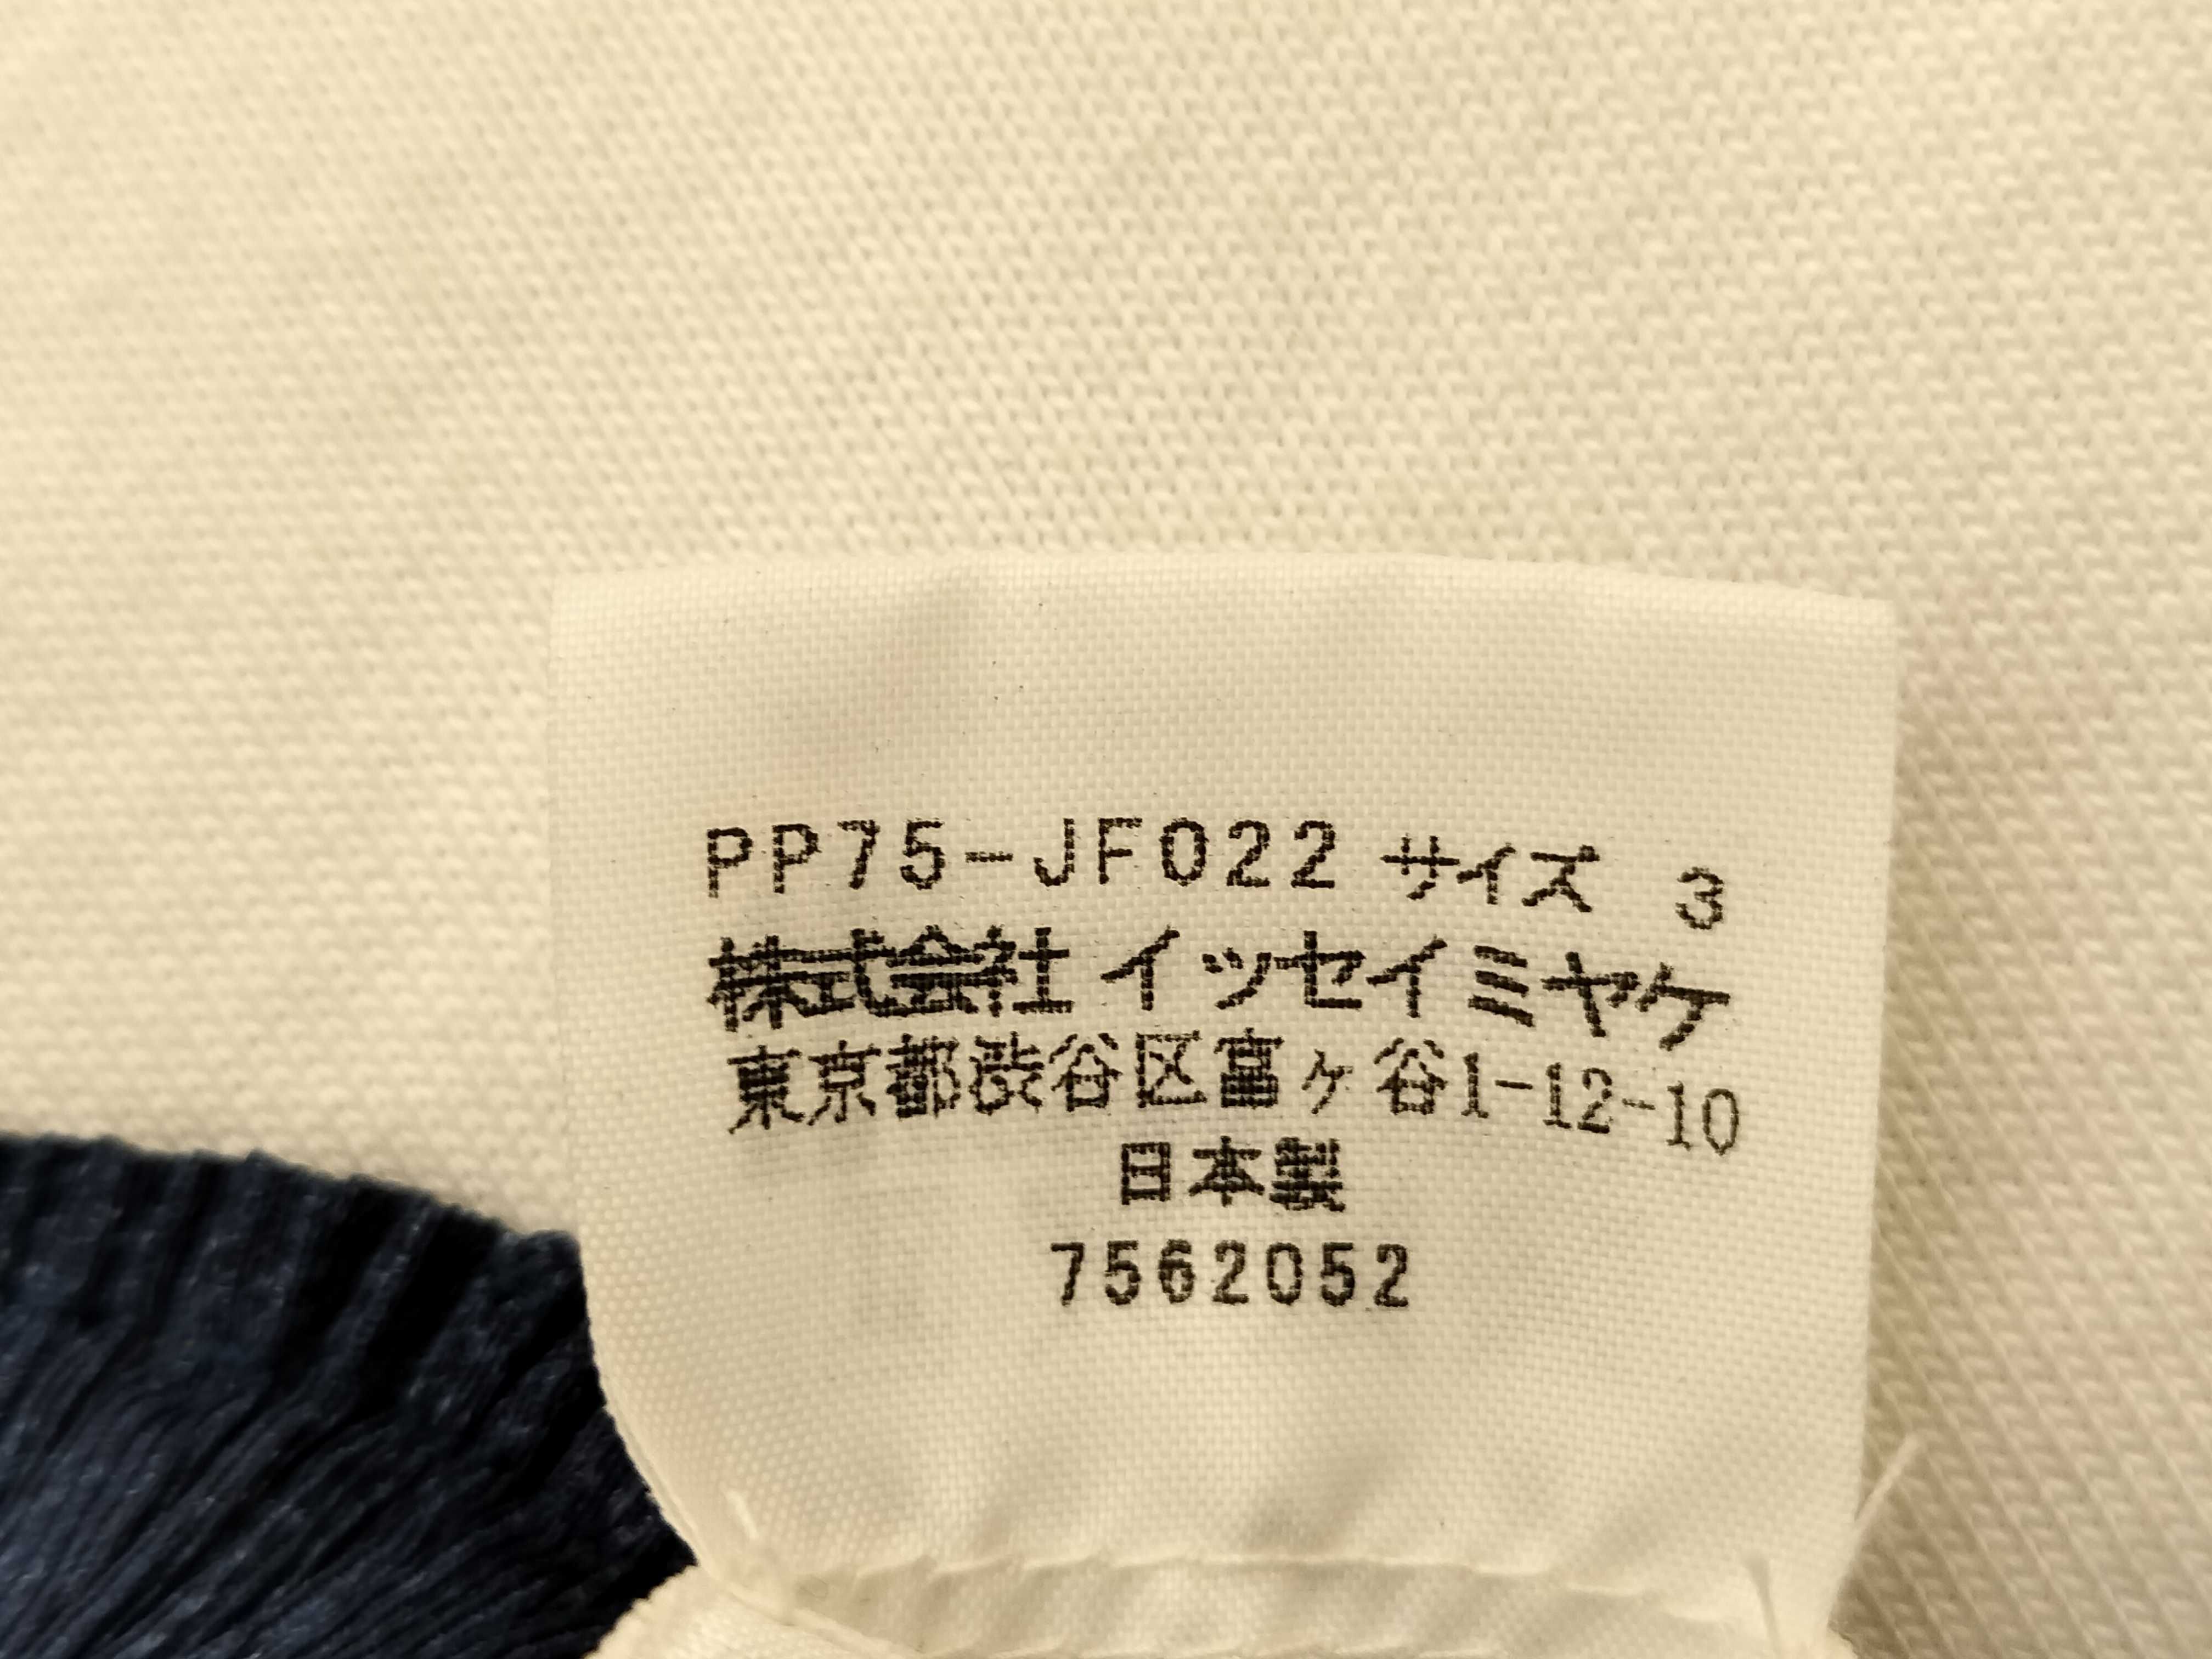 PP75-JF022 サイズ 3
株式会社 イッセイミヤケ
東京都渋谷区富ヶ谷1-12-10
日本製
7562052